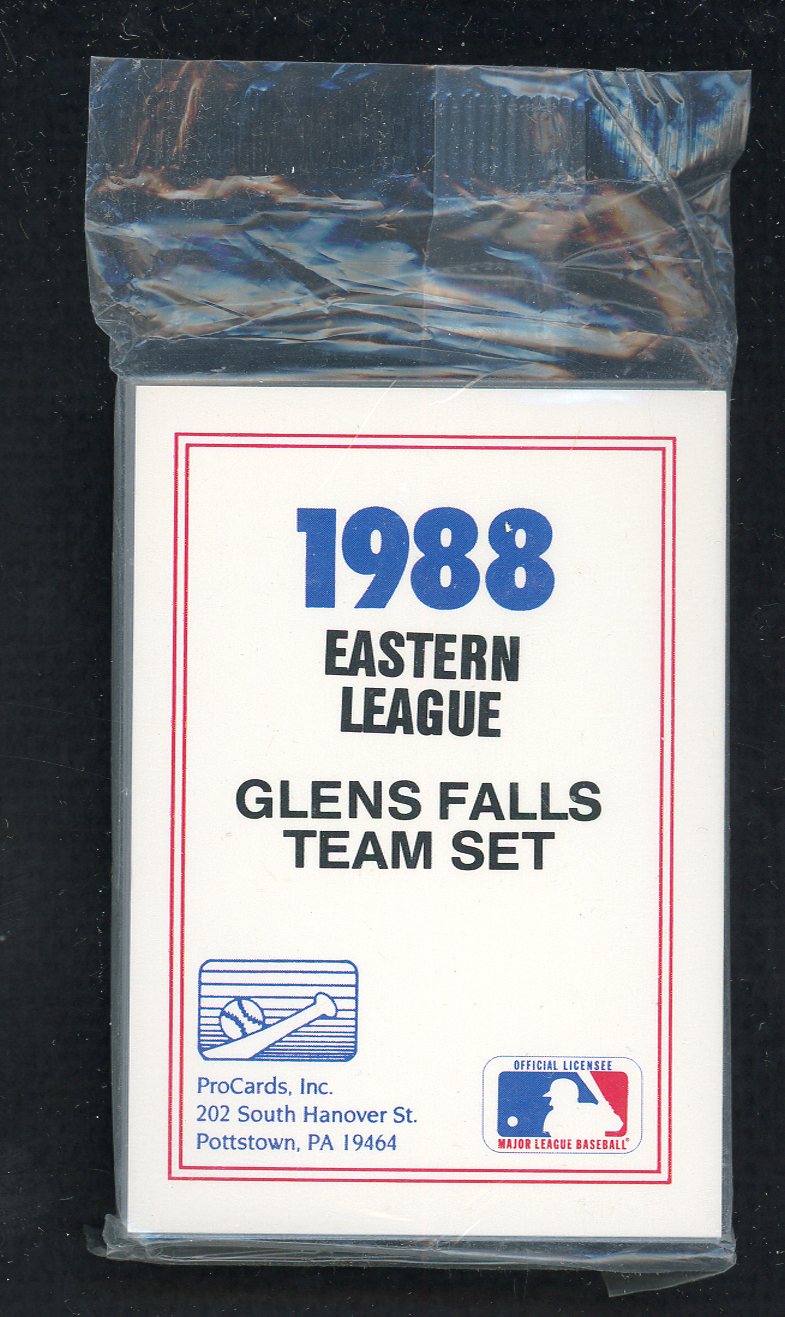 1988
EASTERN
LEAGUE
GLENS FALLS
TEAM SET
ProCards, Inc.
202 South Hanover St.
Pottstown, PA 19464
OFFICIAL LICENSEE
MAJOR LEAGUE BASEBALL®